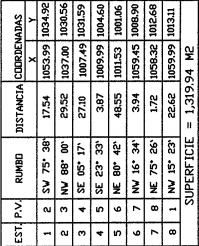 EST. P.V. RUMBO DISTANCIA COORDENADAS
X Y
1 2 SW 75° 38' 17.54 1053.99 1034.92
2 3 NW 88° 00' 29.52 1037.00 1030.56
3 4 SE 05° 17' 27.10 1007.49 1031.59
4 5 SE 23° 33' 3.87 1009.99 1004.60
5 6 NE 80° 42' 48.55 1011.53 1001.06
6 7 NW 16° 34' 3.94 1059.45 1008.90
7 8 NE 75° 26' 1.72 1058.32 1012.68
8 1 NW 15° 23' 22.62 1059.99 1013.11
SUPERFICIE = 1,319.94 M2